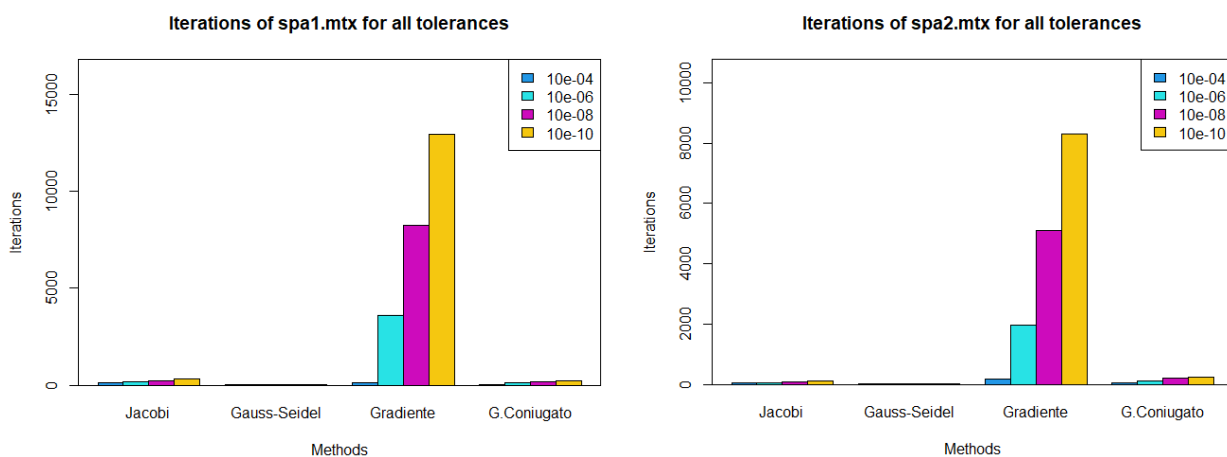 Iterations of spa1.mtx for all tolerances
15000
10000
5000
0
Iterations
10e-04
10e-06
10e-08
10e-10
Jacobi
Gauss-Seidel
Gradiente
G.Coniugato
Methods
Iterations of spa2.mtx for all tolerances
10000
8000
6000
4000
2000
0
Iterations
10e-04
10e-06
10e-08
10e-10
Jacobi
Gauss-Seidel
Gradiente
G.Coniugato
Methods